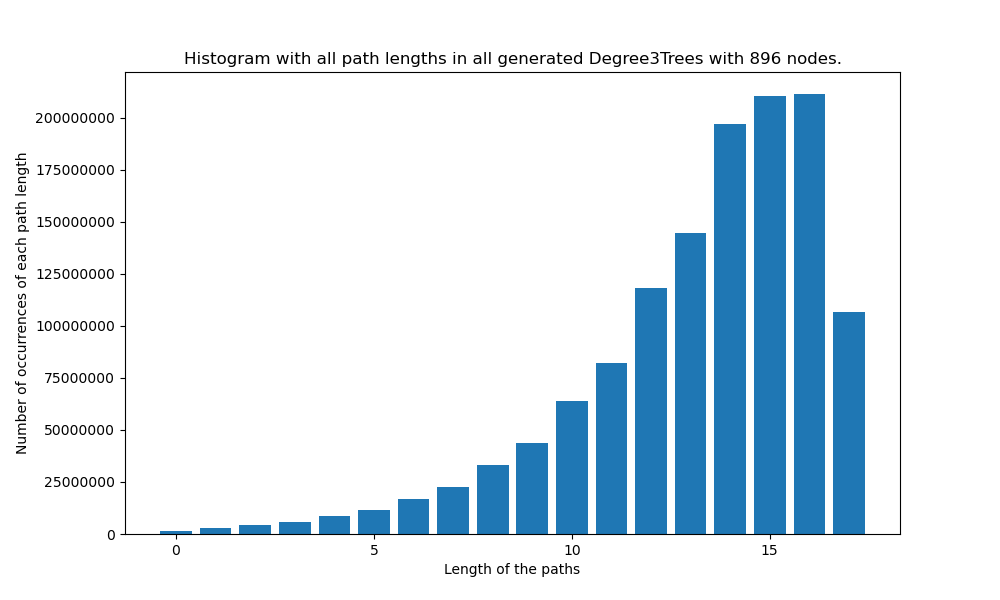 Histogram with all path lengths in all generated Degree3Trees with 896 nodes.
Number of occurrences of each path length
200000000
175000000
150000000
125000000
100000000
75000000
50000000
25000000
0
0 5 10 15
Length of the paths